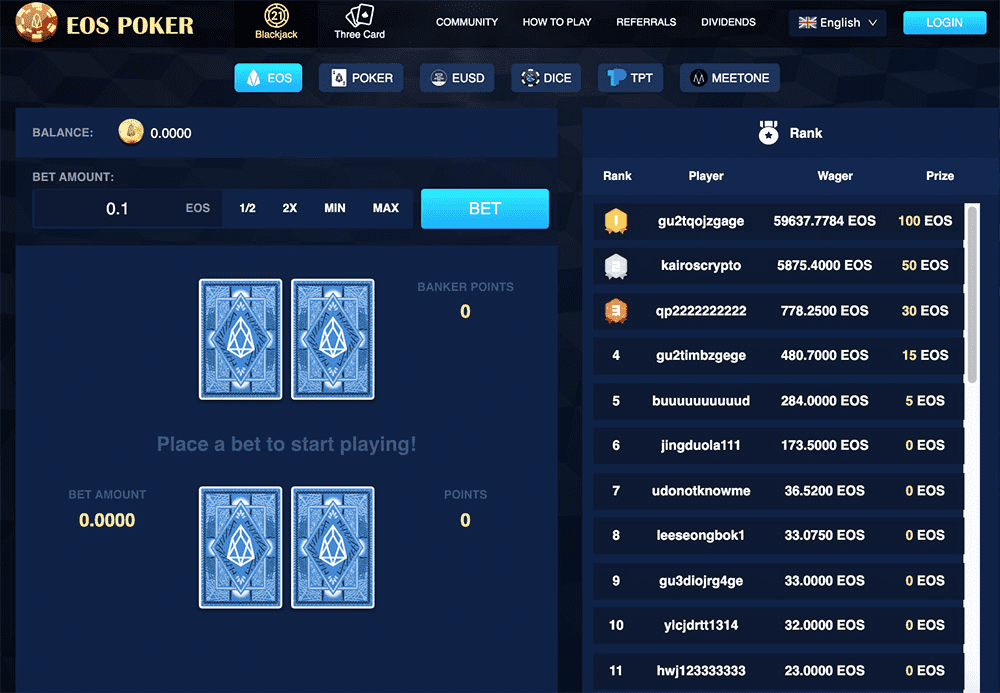 EOS POKER
21
Blackjack
Three Card
COMMUNITY
HOW TO PLAY
REFERRALS
DIVIDENDS
English
LOGIN
EOS
POKER
EUSD
DICE
TPT
MEETONE
BALANCE:
0.0000
BET AMOUNT:
0.1 EOS
1/2
2X
MIN
MAX
BET
BANKER POINTS
0
Place a bet to start playing!
BET AMOUNT
0.0000
POINTS
0
Rank
Rank Player Wager Prize
1 gu2tqojzgage 59637.7784 EOS 100 EOS
2 kairoscrypto 5875.4000 EOS 50 EOS
3 qp2222222222 778.2500 EOS 30 EOS
4 gu2timbzgege 480.7000 EOS 15 EOS
5 buuuuuuuuuud 284.0000 EOS 5 EOS
6 jingduola111 173.5000 EOS 0 EOS
7 udonotknowme 36.5200 EOS 0 EOS
8 leeseongbok1 33.0750 EOS 0 EOS
9 gu3diojrg4ge 33.0000 EOS 0 EOS
10 ylcjdrtt1314 32.0000 EOS 0 EOS
11 hwj123333333 23.0000 EOS 0 EOS